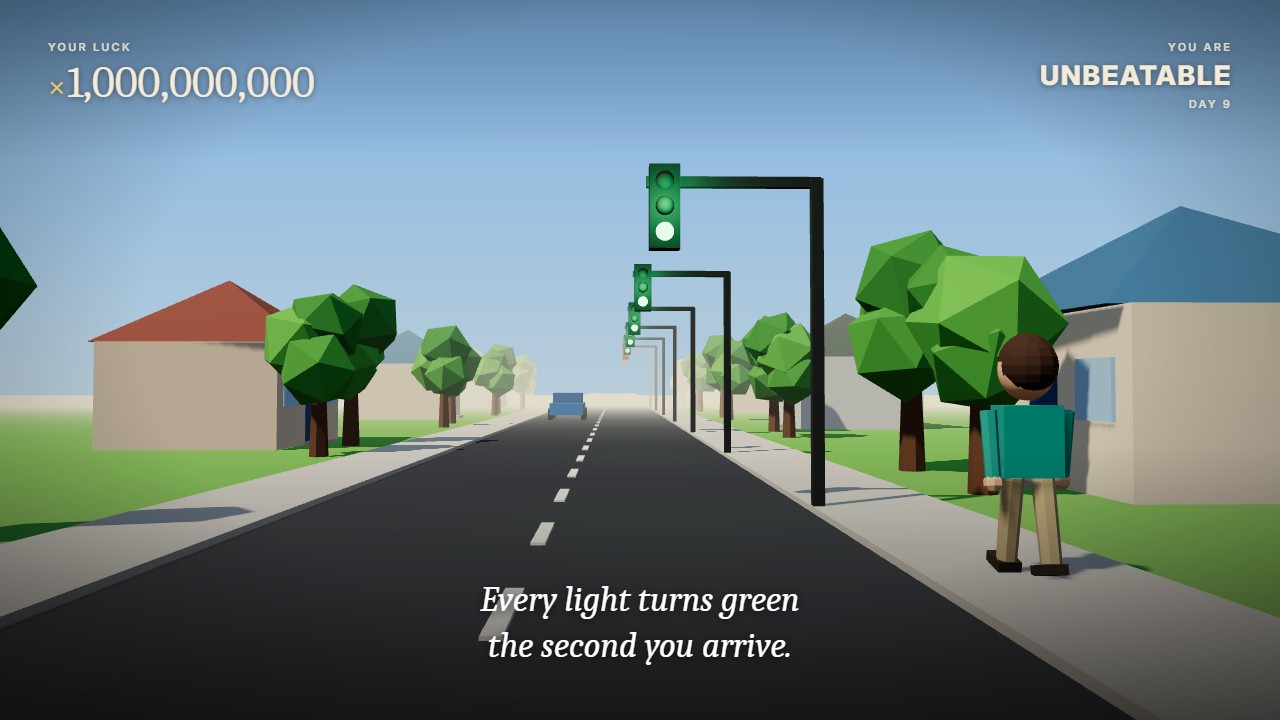 YOUR LUCK
×1,000,000,000
YOU ARE
UNBEATABLE
DAY 9
Every light turns green
the second you arrive.